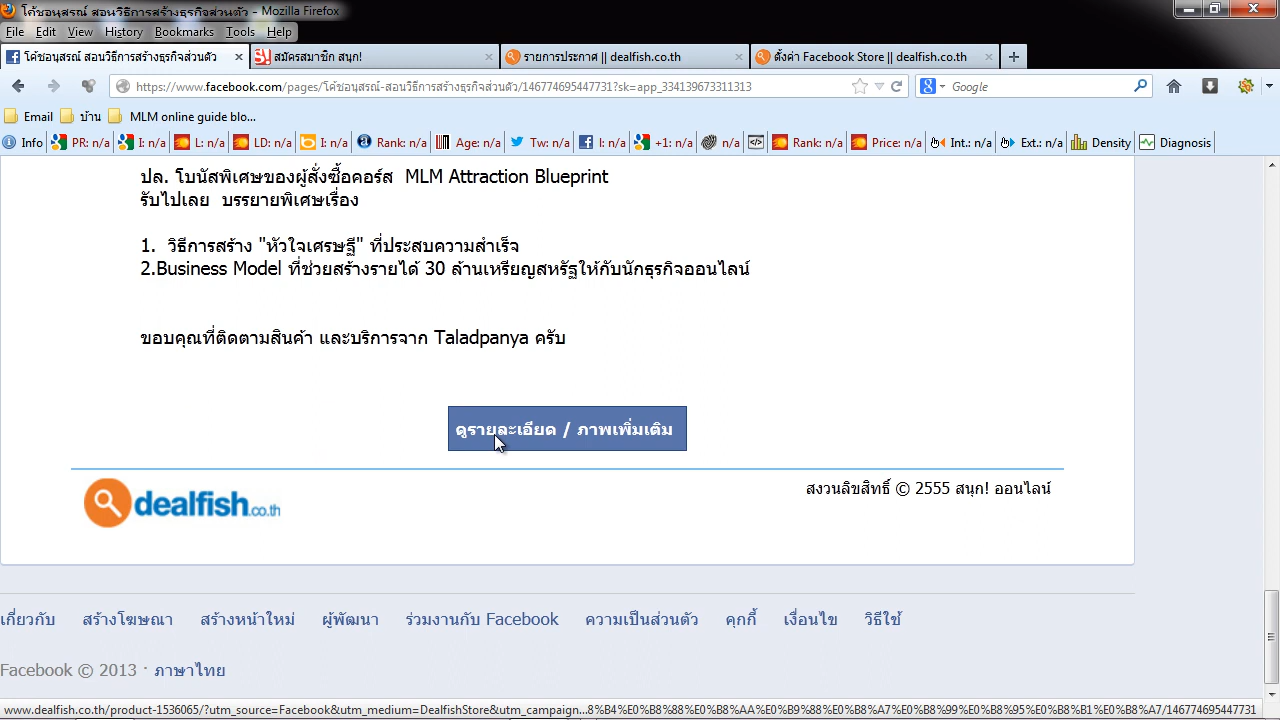 โค้ชอนุสรณ์ สอนวิธีการสร้างธุรกิจส่วนตัว - Mozilla Firefox
File Edit View History Bookmarks Tools Help
โค้ชอนุสรณ์ สอนวิธีการสร้างธุรกิจส่วนตัว
สมัครสมาชิก สนุก!
รายการประกาศ || dealfish.co.th
ตั้งค่า Facebook Store || dealfish.co.th
https://www.facebook.com/pages/โค้ชอนุสรณ์-สอนวิธีการสร้างธุรกิจส่วนตัว/146774695447731?sk=app_334139673311313
Google
Email บ้าน MLM online guide blo...
Info PR: n/a I: n/a L: n/a LD: n/a I: n/a Rank: n/a Age: n/a Tw: n/a l: n/a +1: n/a n/a Rank: n/a Price: n/a Int.: n/a Ext.: n/a Density Diagnosis
ปล. โบนัสพิเศษของผู้สั่งซื้อคอร์ส MLM Attraction Blueprint
รับไปเลย บรรยายพิเศษเรื่อง
1. วิธีการสร้าง "หัวใจเศรษฐี" ที่ประสบความสำเร็จ
2.Business Model ที่ช่วยสร้างรายได้ 30 ล้านเหรียญสหรัฐให้กับนักธุรกิจออนไลน์
ขอบคุณที่ติดตามสินค้า และบริการจาก Taladpanya ครับ
ดูรายละเอียด / ภาพเพิ่มเติม
dealfish.co.th
สงวนลิขสิทธิ์ © 2555 สนุก! ออนไลน์
เกี่ยวกับ สร้างโฆษณา สร้างหน้าใหม่ ผู้พัฒนา ร่วมงานกับ Facebook ความเป็นส่วนตัว คุกกี้ เงื่อนไข วิธีใช้
Facebook © 2013 · ภาษาไทย
www.dealfish.co.th/product-1536065/?utm_source=Facebook&utm_medium=DealfishStore&utm_campaign...8%B4%E0%B8%88%E0%B8%AA%E0%B9%88%E0%B8%A7%E0%B8%99%E0%B8%95%E0%B8%B1%E0%B8%A7/146774695447731